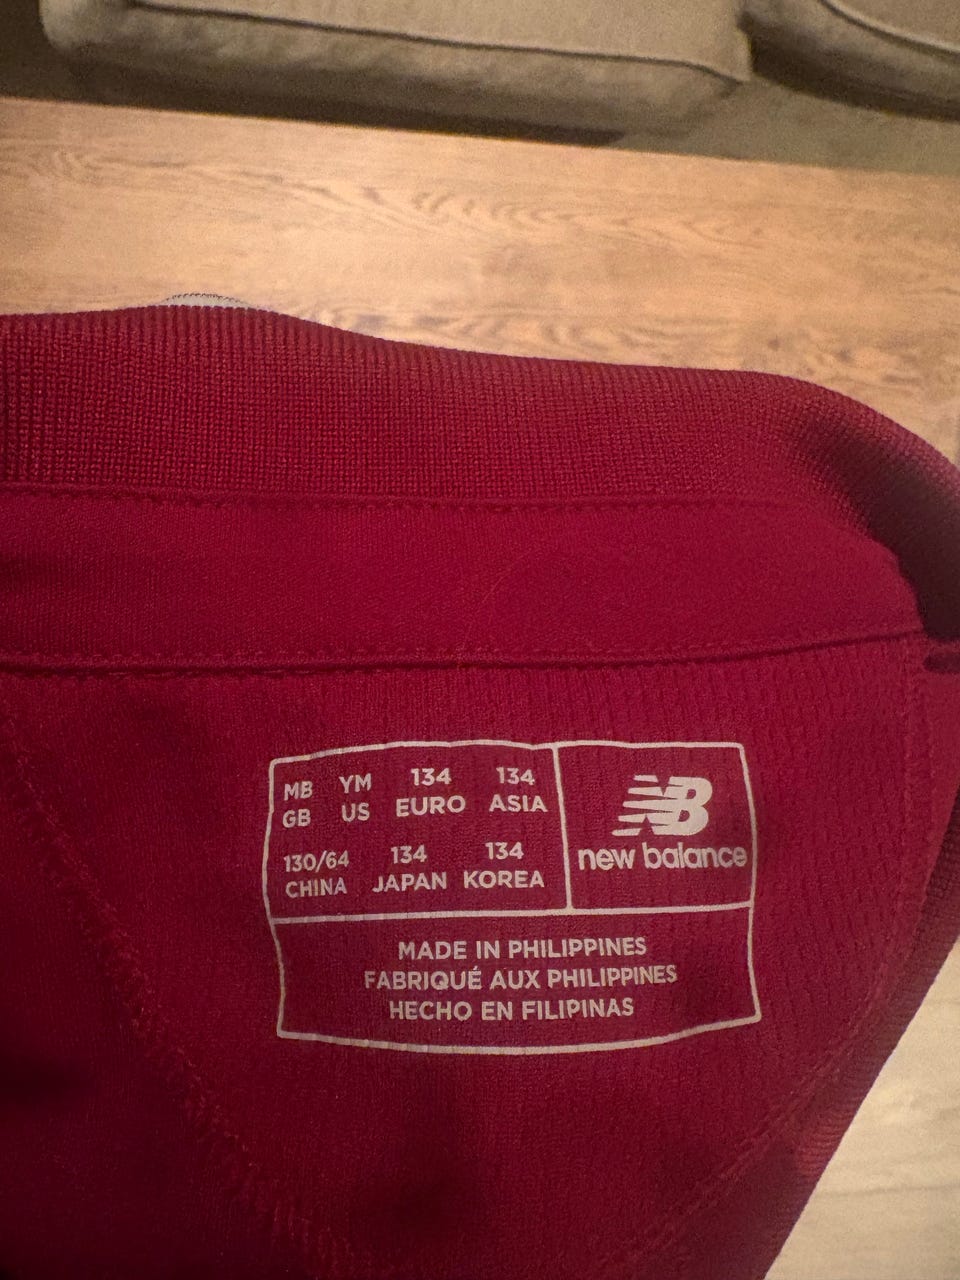 MB YM 134 134
GB US EURO ASIA
130/64 134 134
CHINA JAPAN KOREA
NB
new balance
MADE IN PHILIPPINES
FABRIQUÉ AUX PHILIPPINES
HECHO EN FILIPINAS